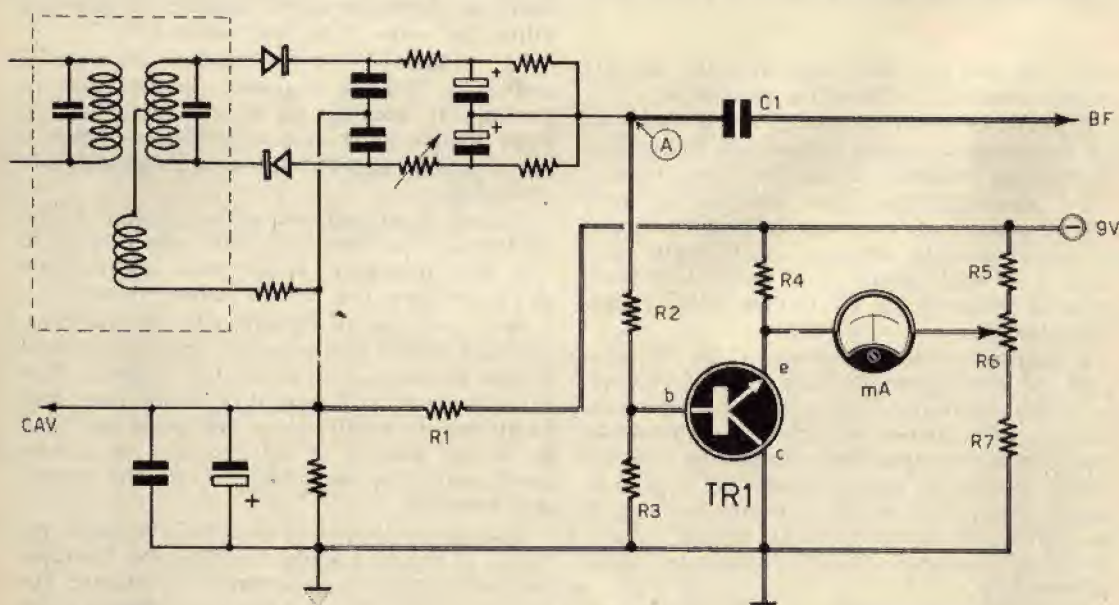 +
+
C1
BF
A
- 9V
R4
R5
R2
mA
R6
e
b
R7
CAV
R1
c
R3
TR1
+